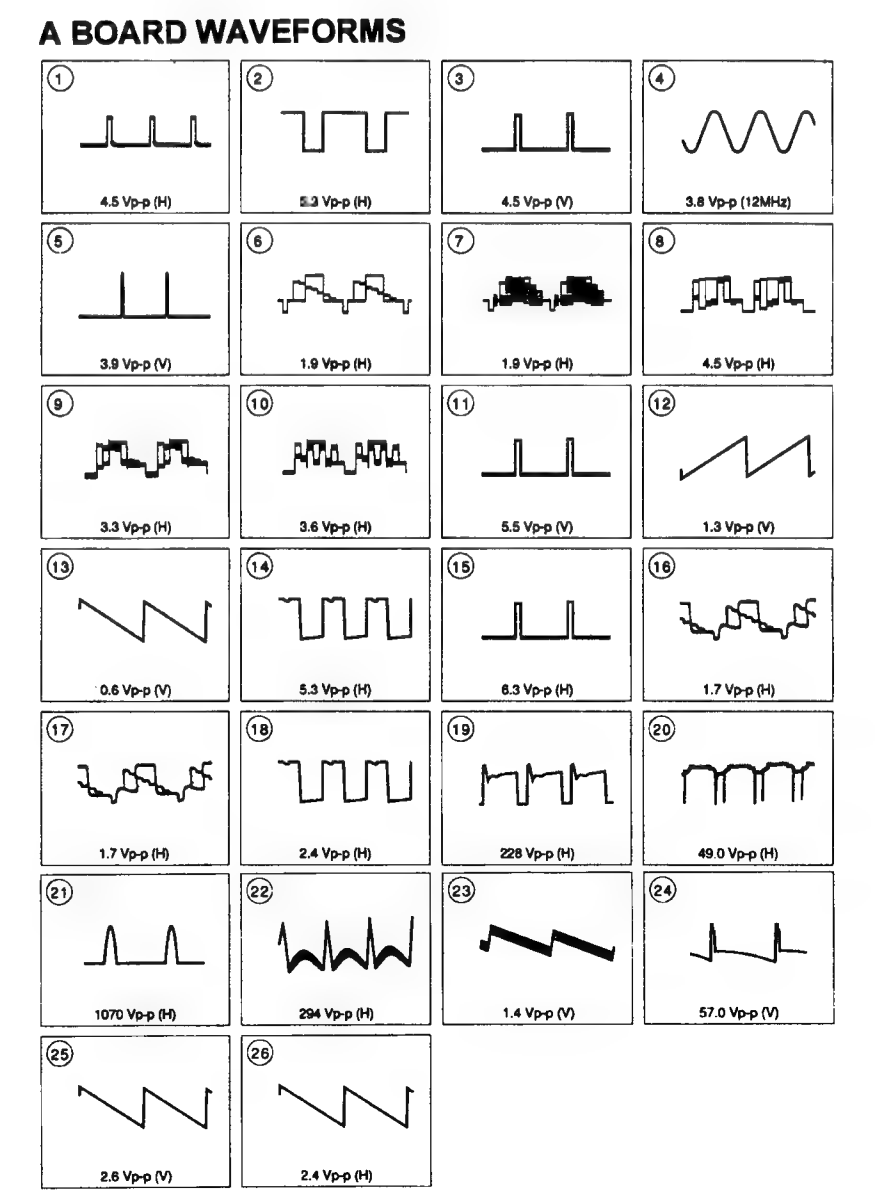 A BOARD WAVEFORMS
1
2
3
4
4.5 Vp-p (H)
5.3 Vp-p (H)
4.5 Vp-p (V)
3.8 Vp-p (12MHz)
5
6
7
8
3.9 Vp-p (V)
1.9 Vp-p (H)
1.9 Vp-p (H)
4.5 Vp-p (H)
9
10
11
12
3.3 Vp-p (H)
3.6 Vp-p (H)
5.5 Vp-p (V)
1.3 Vp-p (V)
13
14
15
16
0.6 Vp-p (V)
5.3 Vp-p (H)
6.3 Vp-p (H)
1.7 Vp-p (H)
17
18
19
20
1.7 Vp-p (H)
2.4 Vp-p (H)
228 Vp-p (H)
49.0 Vp-p (H)
21
22
23
24
1070 Vp-p (H)
294 Vp-p (H)
1.4 Vp-p (V)
57.0 Vp-p (V)
25
26
2.6 Vp-p (V)
2.4 Vp-p (H)